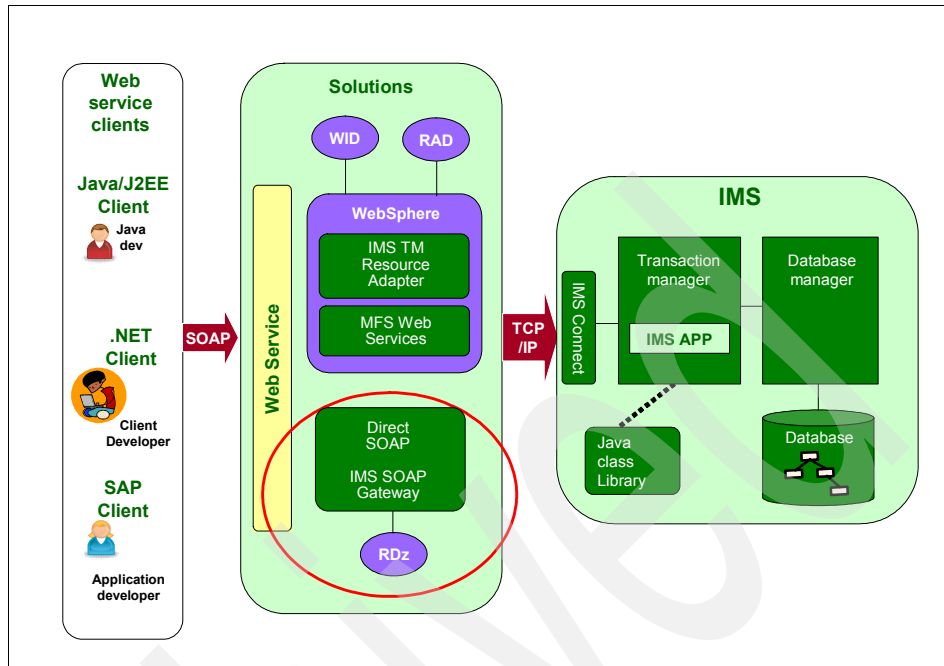 Web
service
clients
Java/J2EE
Client
Java
dev
.NET
Client
Client
Developer
SAP
Client
Application
developer
SOAP
Solutions
WID
RAD
Web Service
WebSphere
IMS TM
Resource
Adapter
MFS Web
Services
Direct
SOAP
IMS SOAP
Gateway
RDz
TCP
/IP
IMS
IMS Connect
Transaction
manager
IMS APP
Database
manager
Java
class
Library
Database